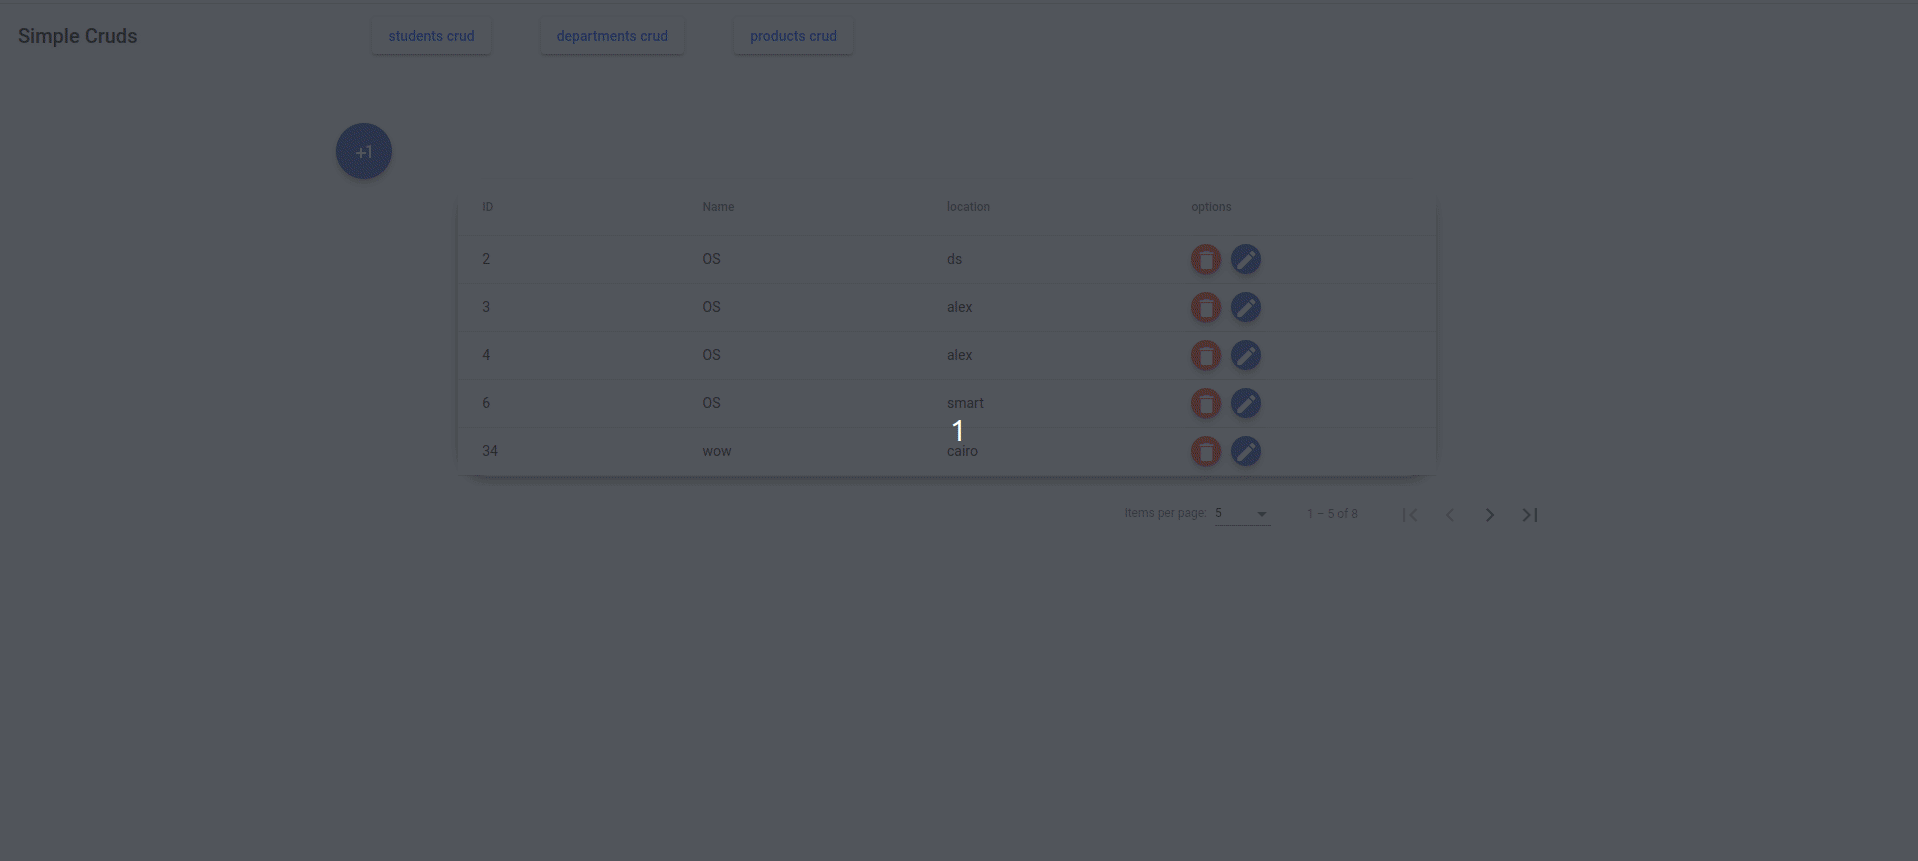 Simple Cruds students crud departments crud products crud
+1
ID Name location options
2 OS ds
3 OS alex
4 OS alex
6 OS smart
1
34 wow cairo
Items per page: 5 1 – 5 of 8